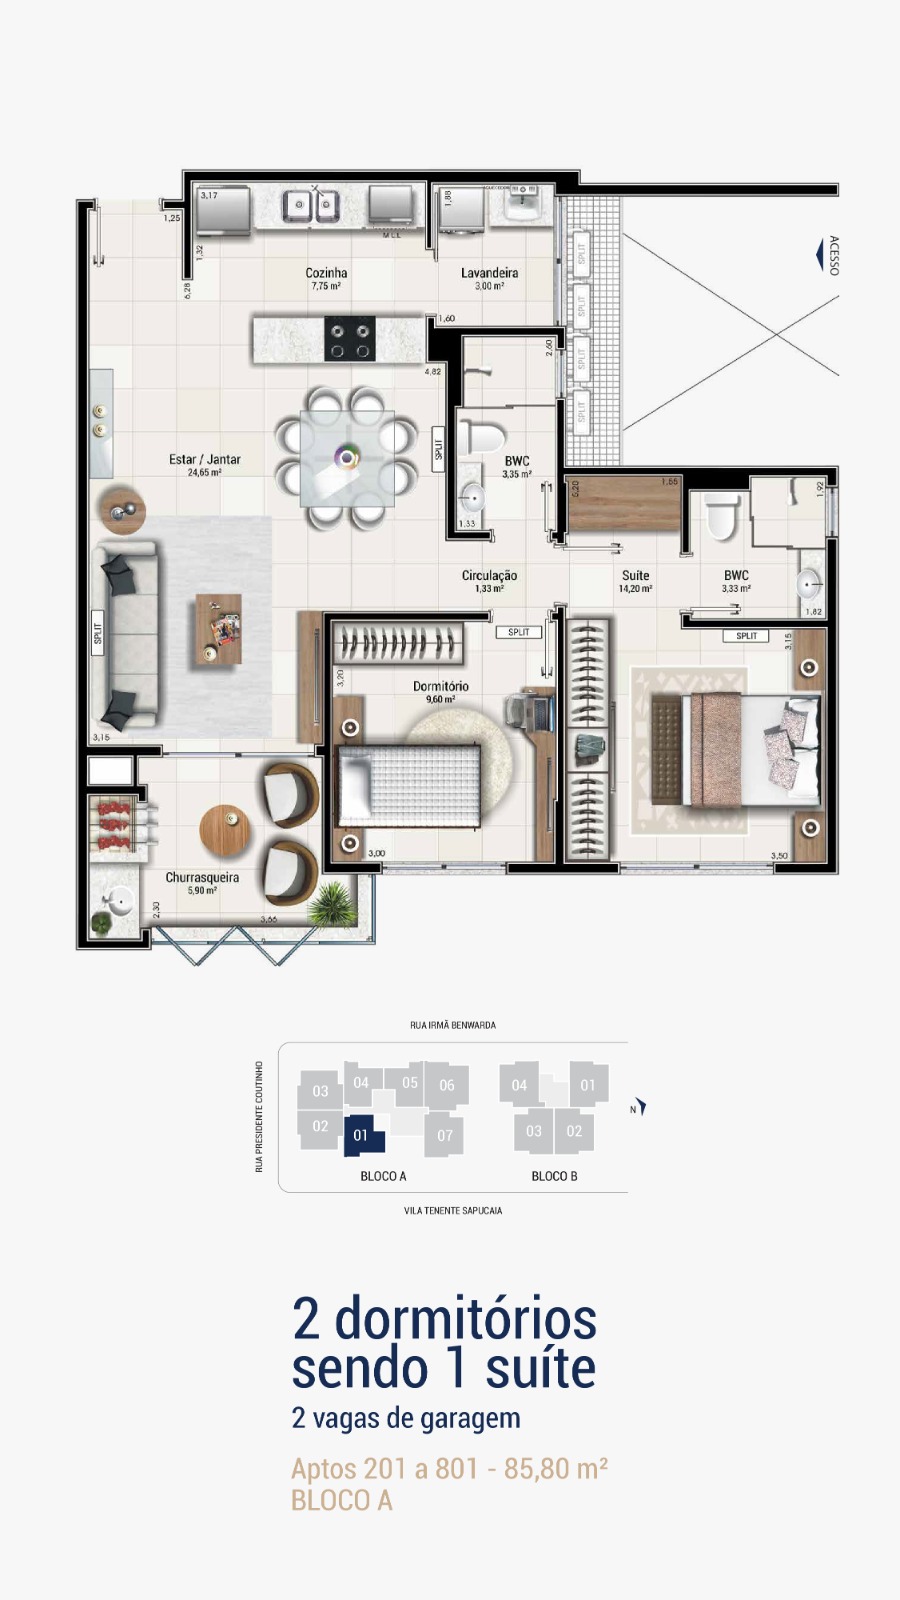 3,17
1,25
1,32
6,28
M.L.L
Cozinha
7,75 m²
1,88
Lavandeira
3,00 m²
1,60
4,82
SPLIT
SPLIT
SPLIT
SPLIT
ACESSO
2,60
Estar / Jantar
24,65 m²
SPLIT
BWC
3,35 m²
1,33
1,65
1,92
Circulação
1,33 m²
Suíte
14,20 m²
BWC
3,33 m²
1,82
SPLIT
SPLIT
SPLIT
3,15
3,20
Dormitório
9,60 m²
3,15
3,00
3,50
Churrasqueira
5,90 m²
2,30
3,66
RUA IRMÃ BENWARDA
RUA PRESIDENTE COUTINHO
03
04
05
06
02
01
07
BLOCO A
04
01
03
02
BLOCO B
N
VILA TENENTE SAPUCAIA
2 dormitórios
sendo 1 suíte
2 vagas de garagem
Aptos 201 a 801 - 85,80 m²
BLOCO A